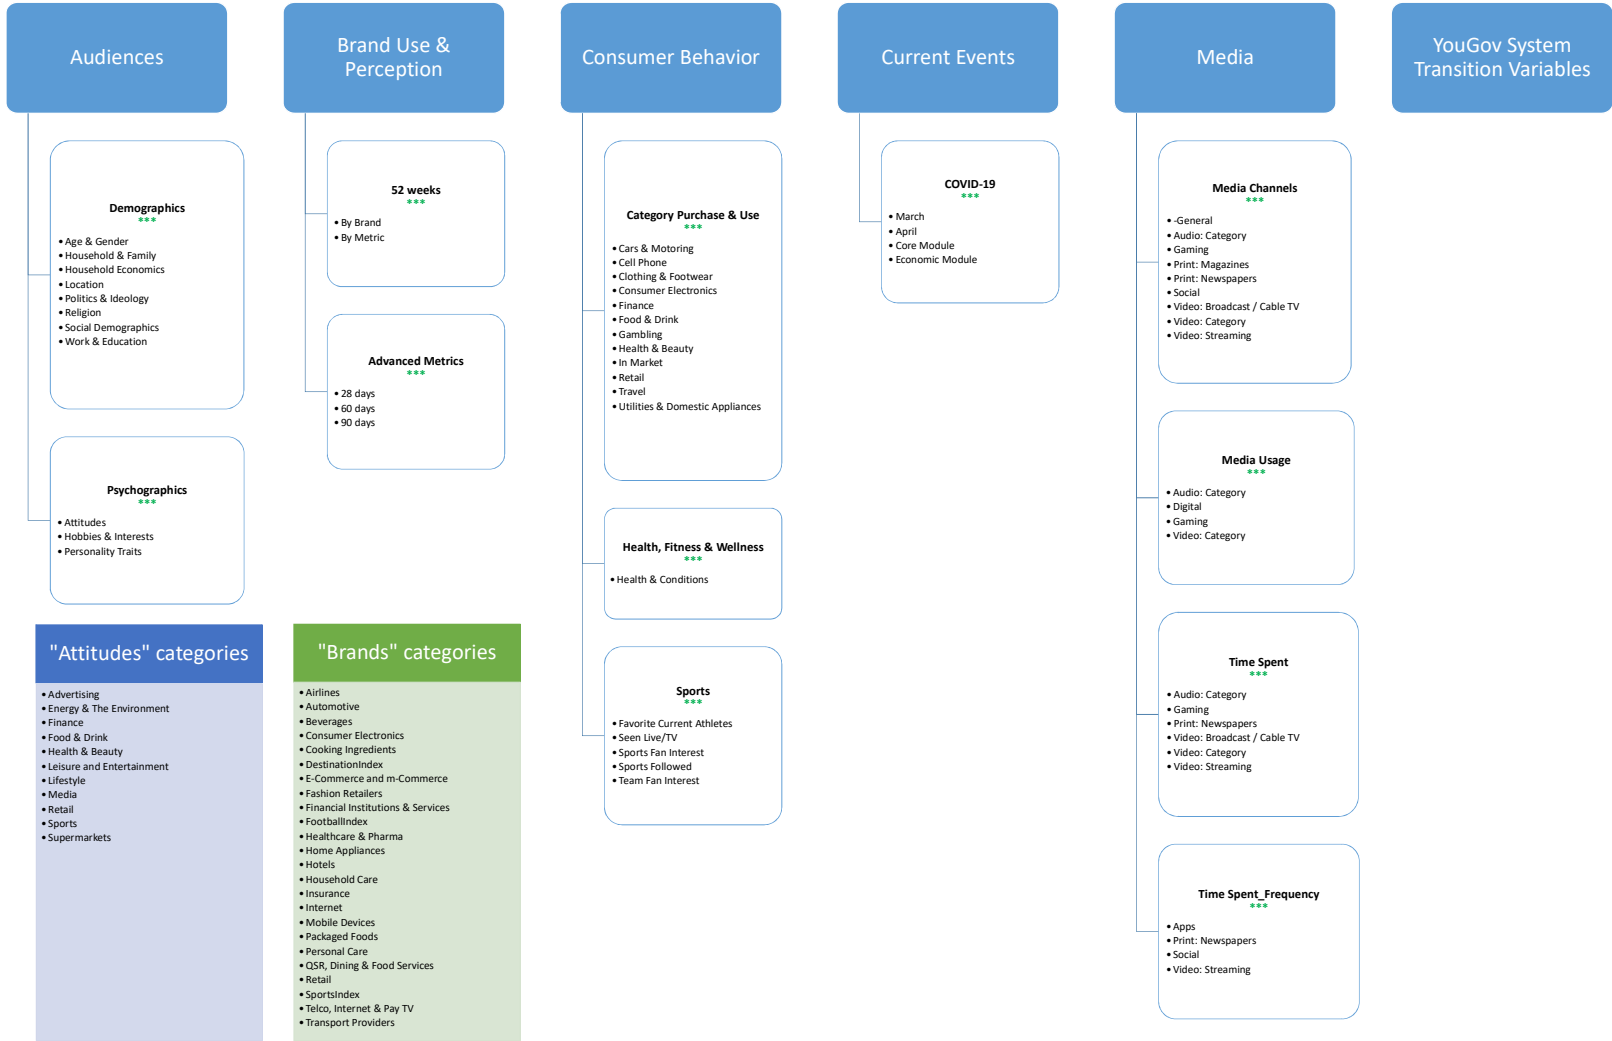 Audiences
Demographics
***
• Age & Gender
• Household & Family
• Household Economics
• Location
• Politics & Ideology
• Religion
• Social Demographics
• Work & Education
Psychographics
***
• Attitudes
• Hobbies & Interests
• Personality Traits
"Attitudes" categories
• Advertising
• Energy & The Environment
• Finance
• Food & Drink
• Health & Beauty
• Leisure and Entertainment
• Lifestyle
• Media
• Retail
• Sports
• Supermarkets
Brand Use &
Perception
52 weeks
***
• By Brand
• By Metric
Advanced Metrics
***
• 28 days
• 60 days
• 90 days
"Brands" categories
• Airlines
• Automotive
• Beverages
• Consumer Electronics
• Cooking Ingredients
• DestinationIndex
• E-Commerce and m-Commerce
• Fashion Retailers
• Financial Institutions & Services
• FootballIndex
• Healthcare & Pharma
• Home Appliances
• Hotels
• Household Care
• Insurance
• Internet
• Mobile Devices
• Packaged Foods
• Personal Care
• QSR, Dining & Food Services
• Retail
• SportsIndex
• Telco, Internet & Pay TV
• Transport Providers
Consumer Behavior
Category Purchase & Use
***
• Cars & Motoring
• Cell Phone
• Clothing & Footwear
• Consumer Electronics
• Finance
• Food & Drink
• Gambling
• Health & Beauty
• In Market
• Retail
• Travel
• Utilities & Domestic Appliances
Health, Fitness & Wellness
***
• Health & Conditions
Sports
***
• Favorite Current Athletes
• Seen Live/TV
• Sports Fan Interest
• Sports Followed
• Team Fan Interest
Current Events
COVID-19
***
• March
• April
• Core Module
• Economic Module
Media
Media Channels
***
• -General
• Audio: Category
• Gaming
• Print: Magazines
• Print: Newspapers
• Social
• Video: Broadcast / Cable TV
• Video: Category
• Video: Streaming
Media Usage
***
• Audio: Category
• Digital
• Gaming
• Video: Category
Time Spent
***
• Audio: Category
• Gaming
• Print: Newspapers
• Video: Broadcast / Cable TV
• Video: Category
• Video: Streaming
Time Spent_Frequency
***
• Apps
• Print: Newspapers
• Social
• Video: Streaming
YouGov System
Transition Variables